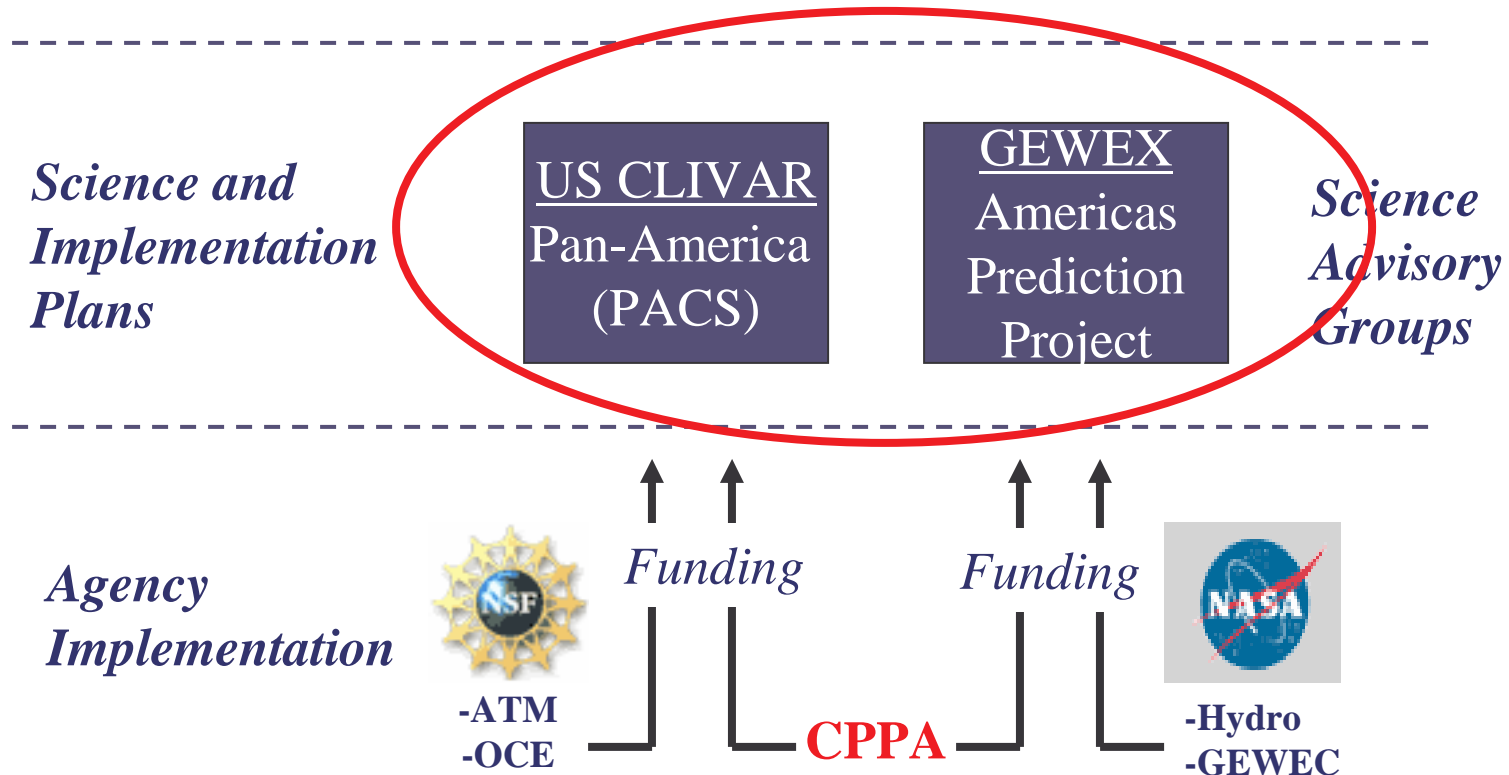 Science and
Implementation
Plans
US CLIVAR
Pan-America
(PACS)
GEWEX
Americas
Prediction
Project
Science
Advisory
Groups
Agency
Implementation
NSF
-ATM
-OCE
Funding
CPPA
Funding
NASA
-Hydro
-GEWEC